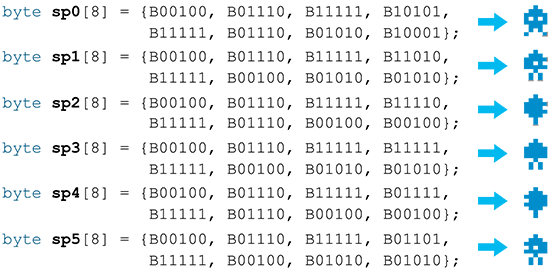 byte sp0[8] = {B00100, B01110, B11111, B10101,
B11111, B01110, B01010, B10001};
byte sp1[8] = {B00100, B01110, B11111, B11010,
B11111, B00100, B01010, B01010};
byte sp2[8] = {B00100, B01110, B11111, B11110,
B11111, B01110, B00100, B00100};
byte sp3[8] = {B00100, B01110, B11111, B11111,
B11111, B00100, B01010, B01010};
byte sp4[8] = {B00100, B01110, B11111, B01111,
B11111, B01110, B00100, B00100};
byte sp5[8] = {B00100, B01110, B11111, B01101,
B11111, B00100, B01010, B01010};